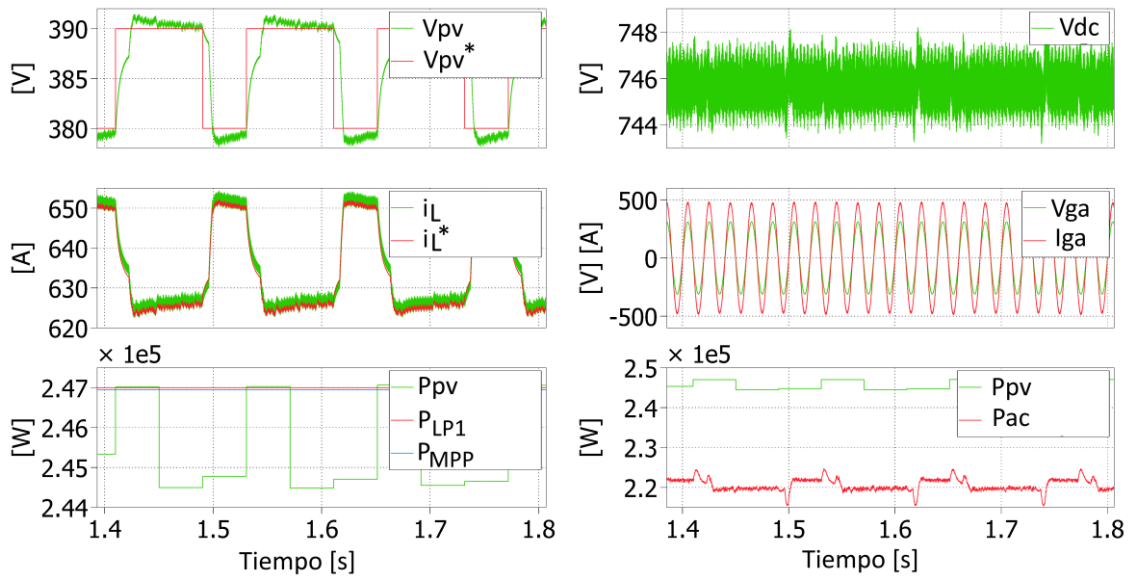 390
385
380
[V]
Vpv
Vpv*
748
746
744
[V]
Vdc
650
640
630
620
[A]
iL
iL*
500
0
-500
[V] [A]
Vga
Iga
× 1e5
2.47
2.46
2.45
2.44
[W]
Ppv
P_LP1
P_MPP
1.4 1.5 1.6 1.7 1.8
Tiempo [s]
× 1e5
2.5
2.4
2.3
2.2
[W]
Ppv
Pac
1.4 1.5 1.6 1.7 1.8
Tiempo [s]